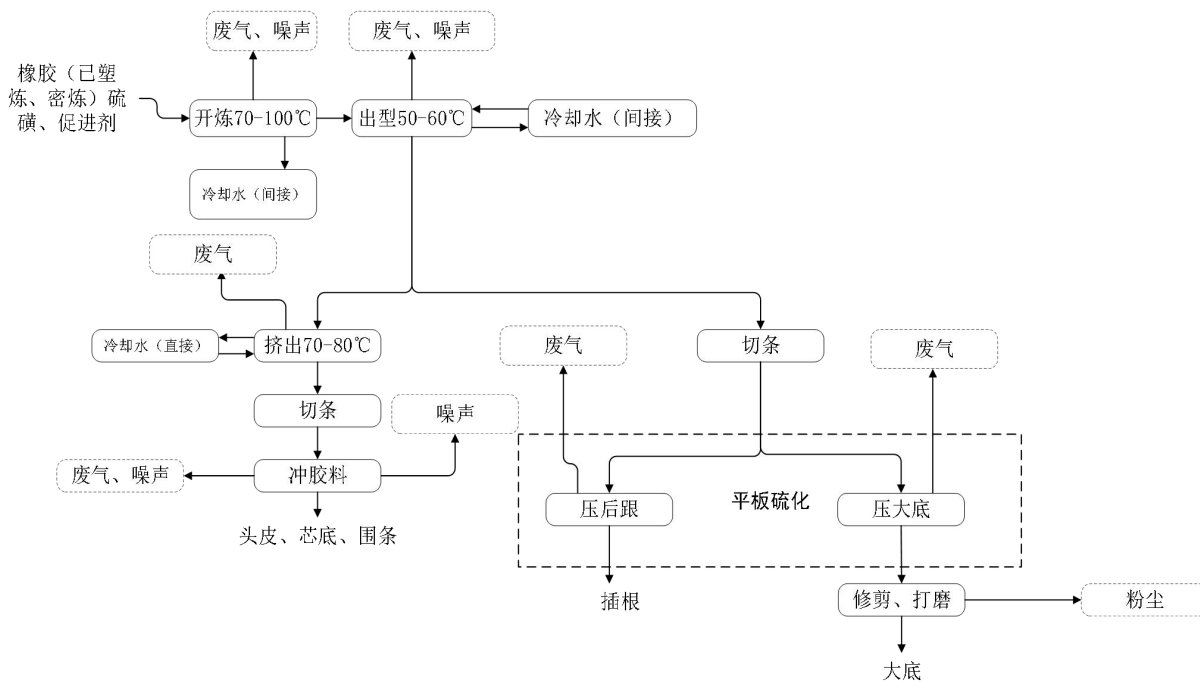 废气、噪声
废气、噪声
橡胶（已塑
炼、密炼）硫
磺、促进剂
开炼70-100℃
出型50-60℃
冷却水（间接）
冷却水（间接）
废气
冷却水（直接）
挤出70-80℃
废气
切条
废气
切条
噪声
废气、噪声
冲胶料
头皮、芯底、围条
压后跟
平板硫化
压大底
插根
修剪、打磨
粉尘
大底